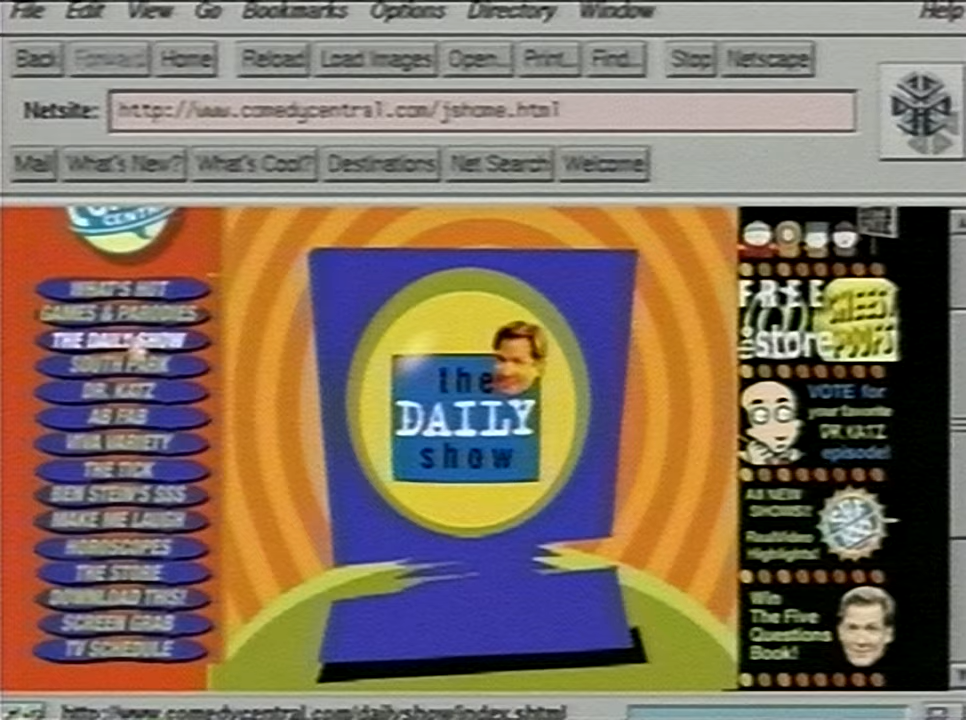 File Edit View Go Bookmarks Options Directory Window Help
Back Forward Home Reload Load Images Open... Print... Find... Stop Netscape
Netsite: http://www.comedycentral.com/jshome.html
Mail What's New? What's Cool? Destinations Net Search Welcome
CENTRAL
WHAT'S HOT
GAMES & PARODIES
THE DAILY SHOW
SOUTH PARK
DR. KATZ
AB FAB
VIVA VARIETY
THE TICK
BEN STEIN'S SSS
MAKE ME LAUGH
HOROSCOPES
THE STORE
DOWNLOAD THIS!
SCREEN GRAB
TV SCHEDULE
the
DAILY
show
FREE
CHEESY
store
POOFS
VOTE for
your favorite
DR. KATZ
episode!
All NEW
SHOWS!
RealVideo
Highlights!
Win
The Five
Questions
Book!
http://www.comedycentral.com/dailyshow/index.shtml